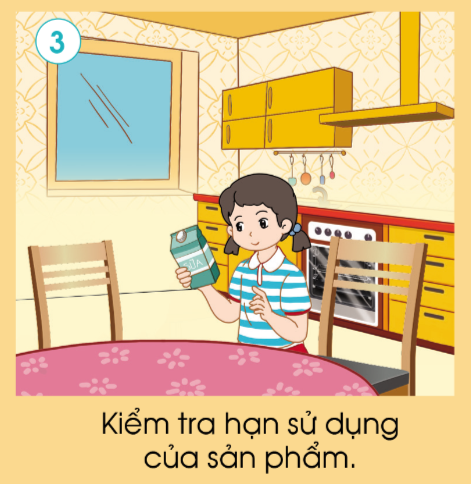 3
SỮA
Kiểm tra hạn sử dụng
của sản phẩm.